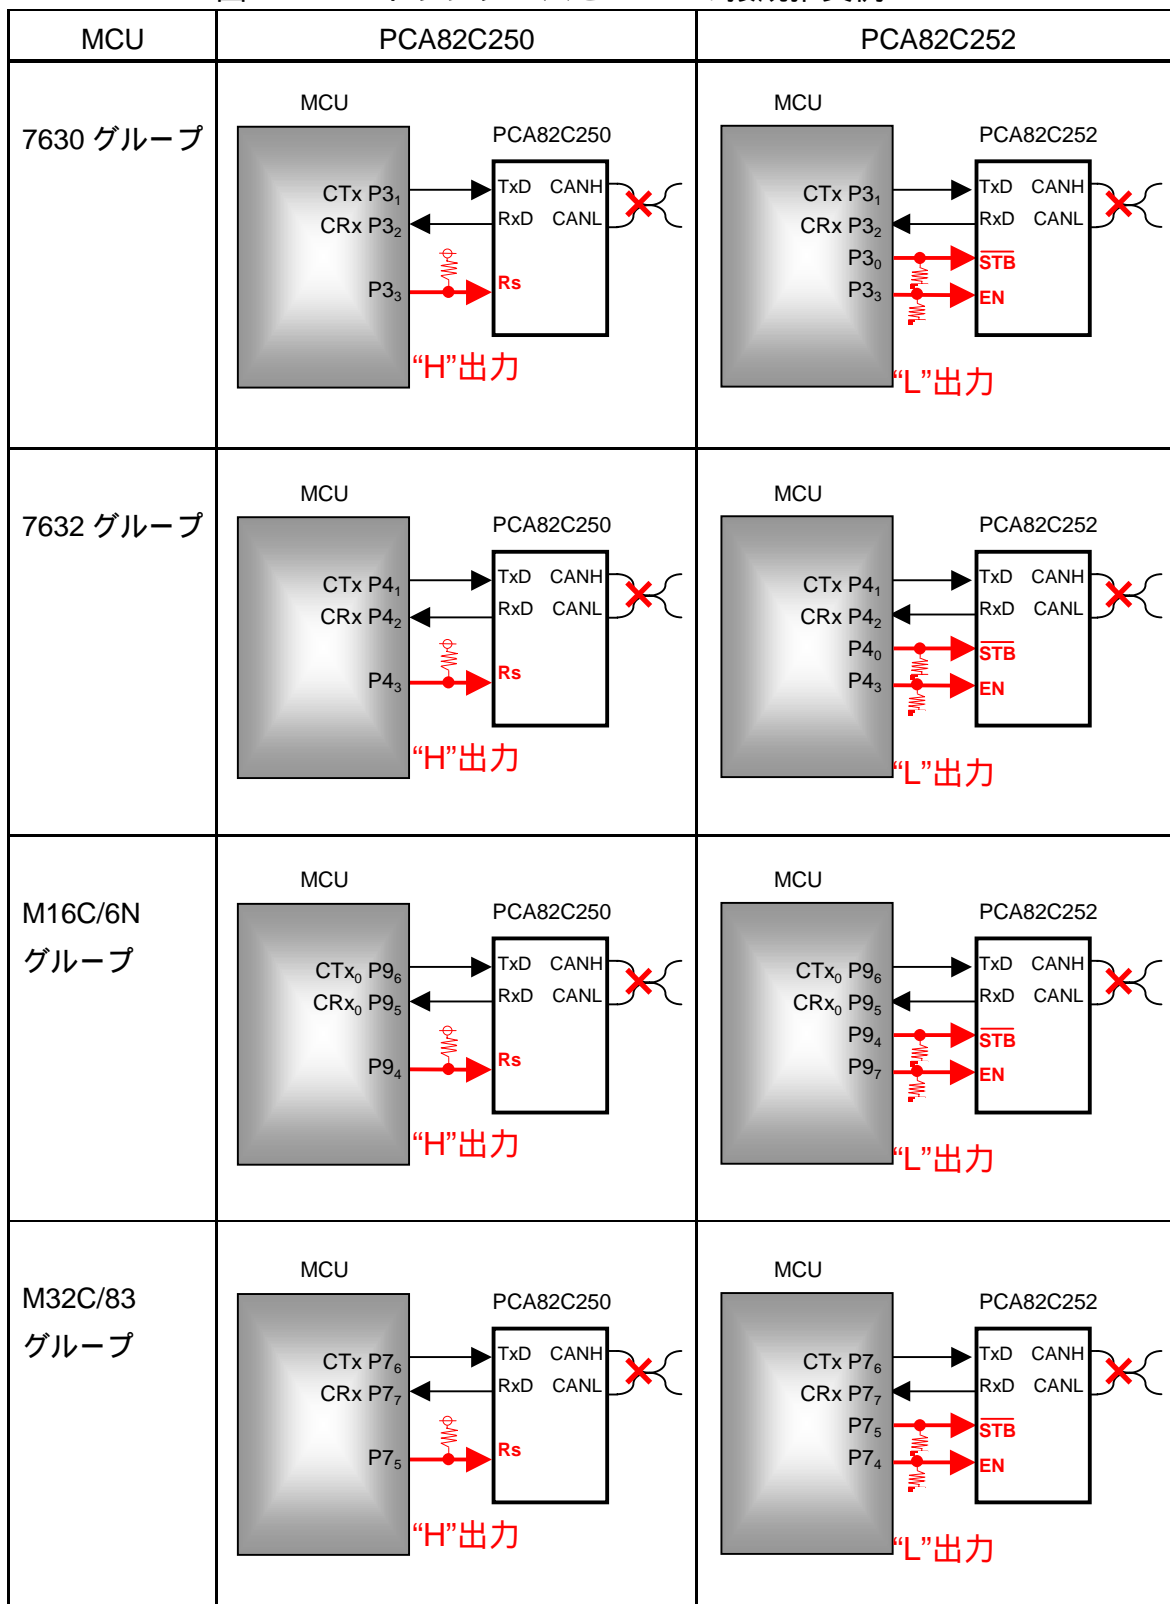 MCU PCA82C250 PCA82C252
7630 グループ
MCU
PCA82C250
CTx P3₁
TxD CANH
CRx P3₂
RxD CANL
P3₃
Rs
“H”出力
MCU
PCA82C252
CTx P3₁
TxD CANH
CRx P3₂
RxD CANL
P3₀
STB
P3₃
EN
“L”出力
7632 グループ
MCU
PCA82C250
CTx P4₁
TxD CANH
CRx P4₂
RxD CANL
P4₃
Rs
“H”出力
MCU
PCA82C252
CTx P4₁
TxD CANH
CRx P4₂
RxD CANL
P4₀
STB
P4₃
EN
“L”出力
M16C/6N
グループ
MCU
PCA82C250
CTx₀ P9₆
TxD CANH
CRx₀ P9₅
RxD CANL
P9₄
Rs
“H”出力
MCU
PCA82C252
CTx₀ P9₆
TxD CANH
CRx₀ P9₅
RxD CANL
P9₄
STB
P9₇
EN
“L”出力
M32C/83
グループ
MCU
PCA82C250
CTx P7₆
TxD CANH
CRx P7₇
RxD CANL
P7₅
Rs
“H”出力
MCU
PCA82C252
CTx P7₆
TxD CANH
CRx P7₇
RxD CANL
P7₅
STB
P7₄
EN
“L”出力